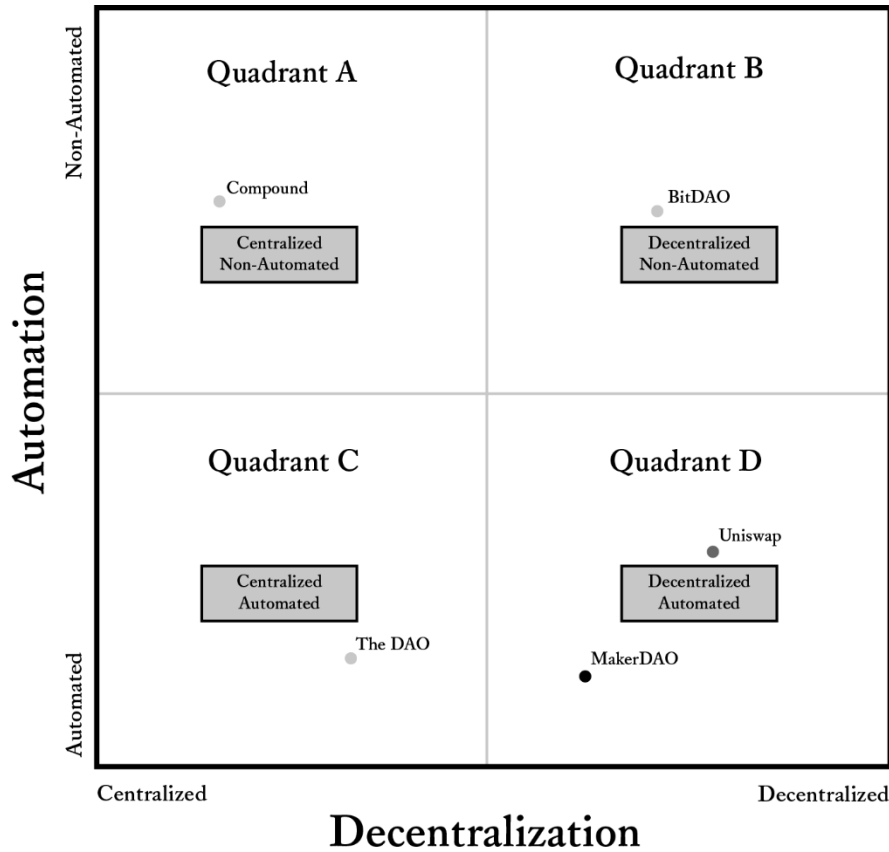 Non-Automated
Quadrant A
Quadrant B
Compound
BitDAO
Centralized
Non-Automated
Decentralized
Non-Automated
Automation
Quadrant C
Quadrant D
Uniswap
Centralized
Automated
Decentralized
Automated
The DAO
MakerDAO
Automated
Centralized
Decentralized
Decentralization